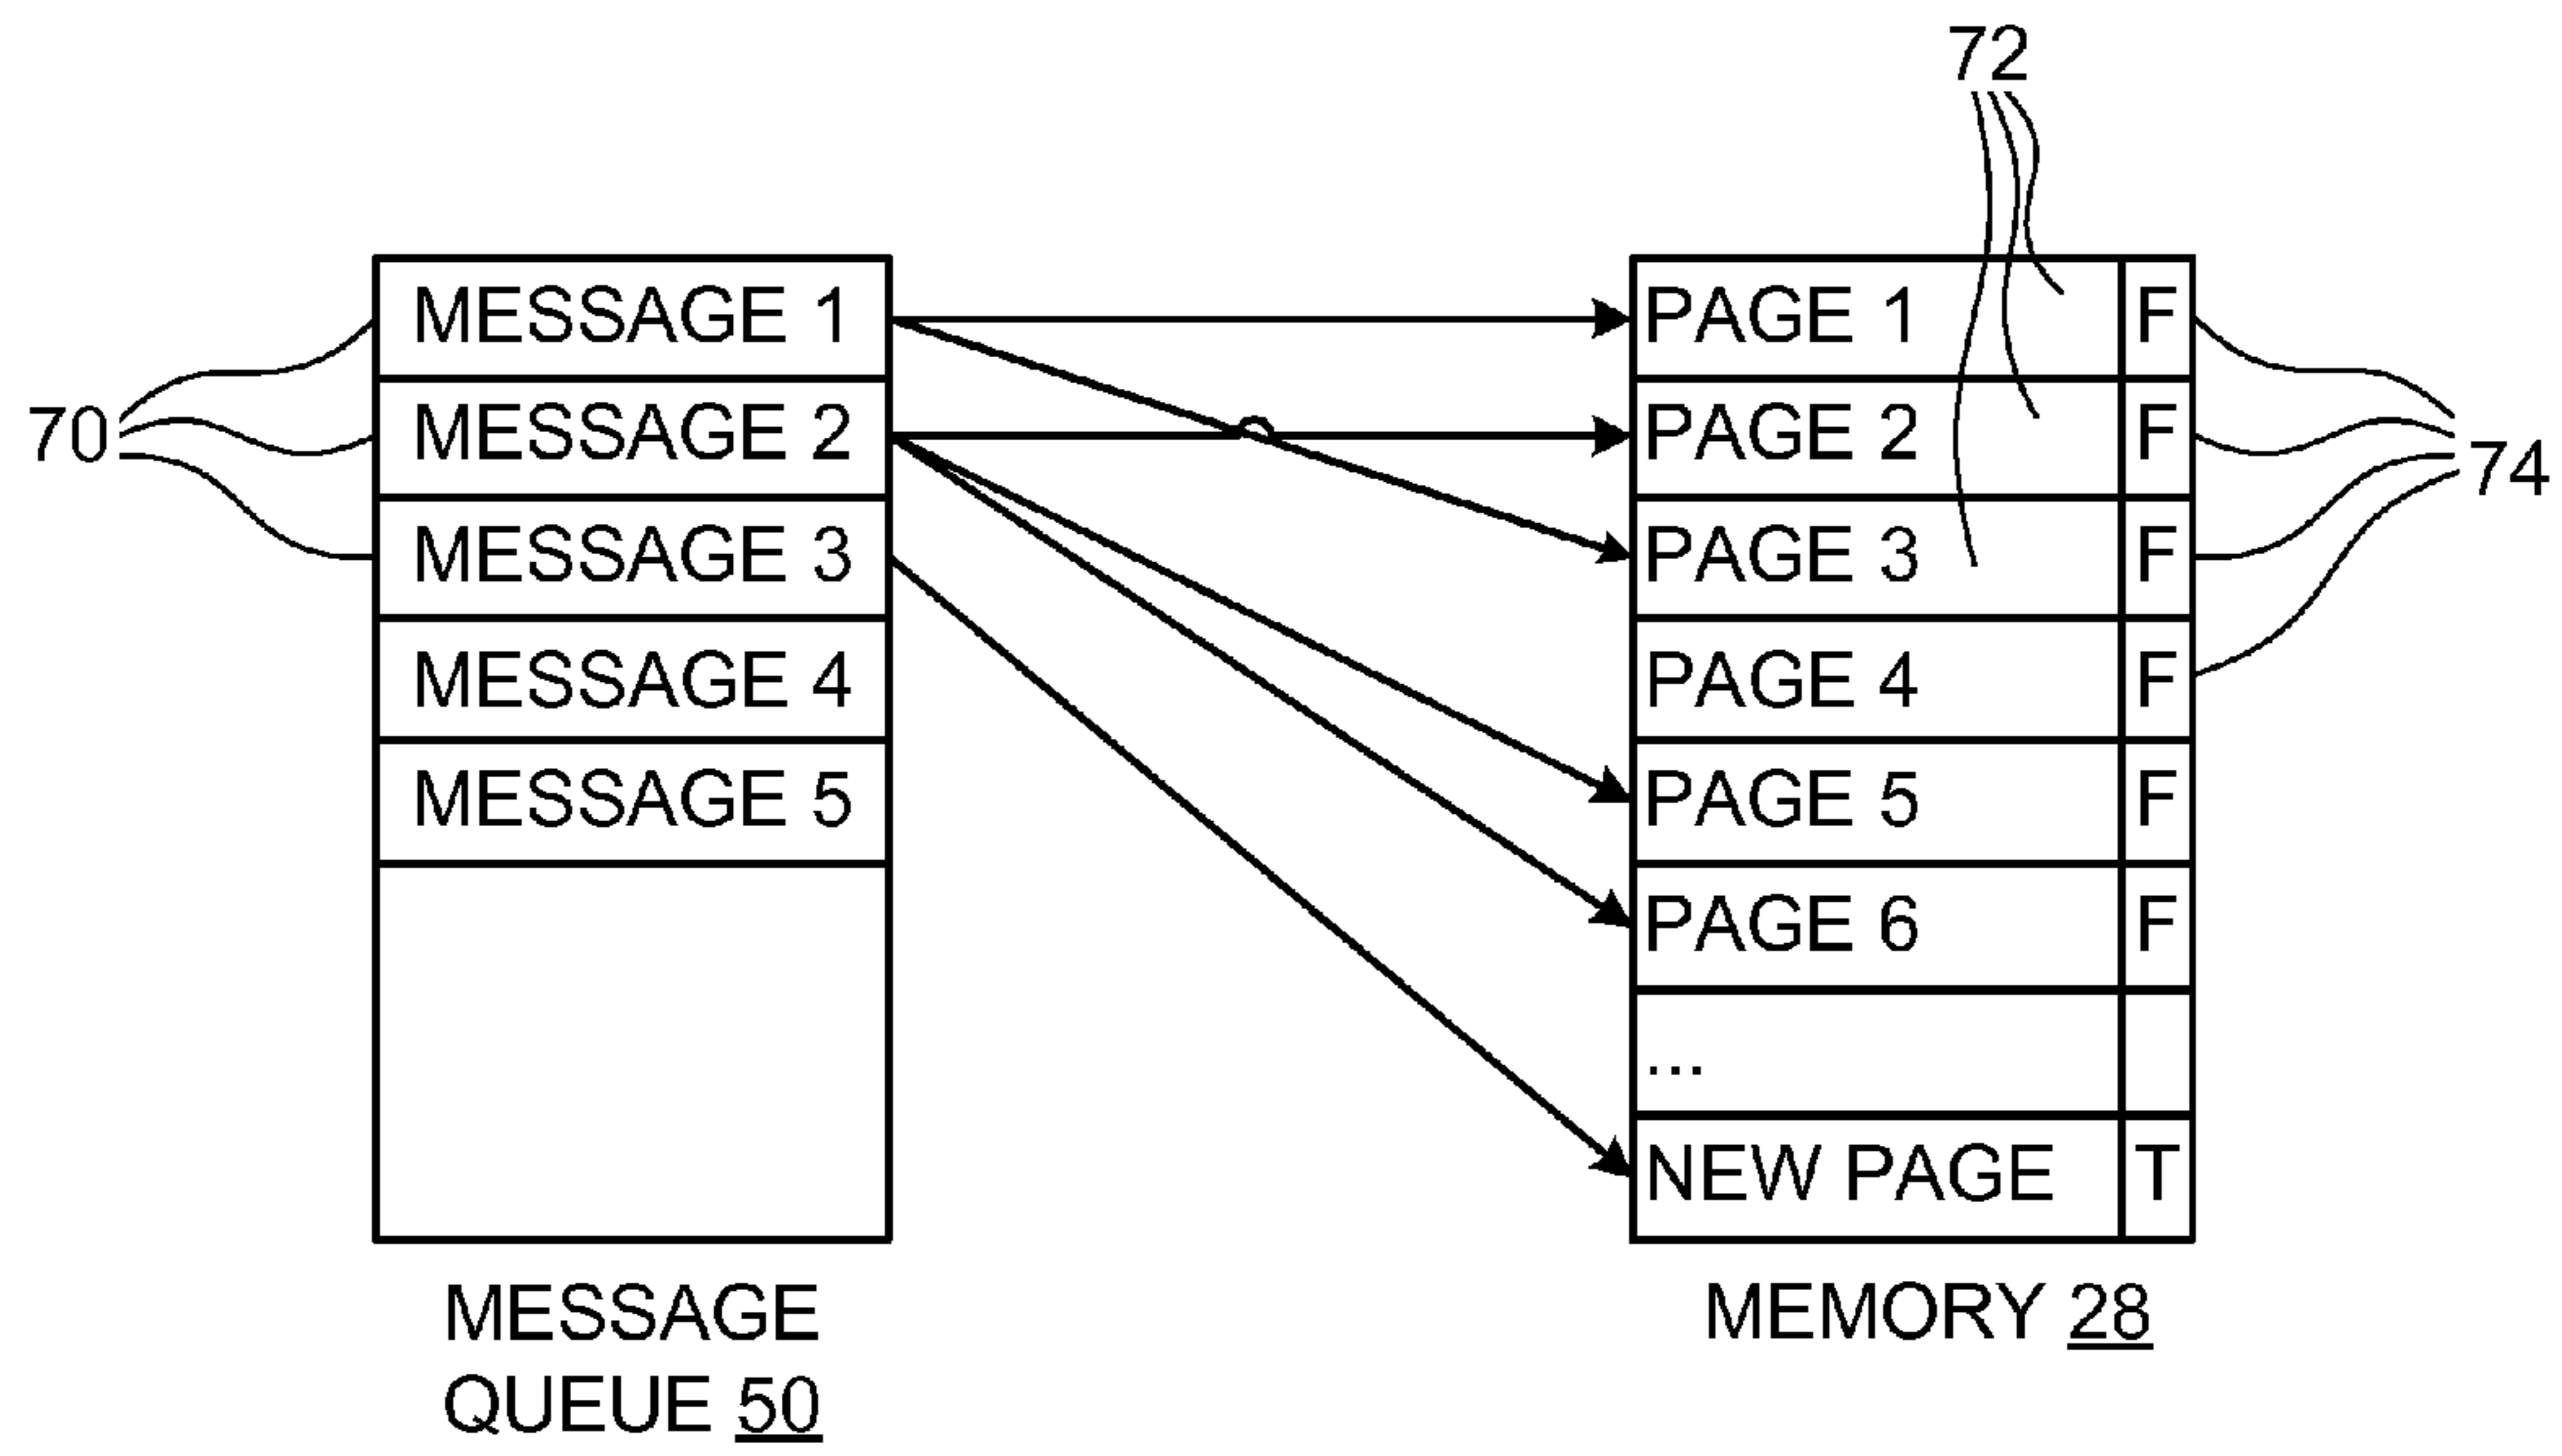 72
MESSAGE 1
MESSAGE 2
MESSAGE 3
MESSAGE 4
MESSAGE 5
70
MESSAGE
QUEUE 50
PAGE 1 F
PAGE 2 F
PAGE 3 F
PAGE 4 F
PAGE 5 F
PAGE 6 F
...
NEW PAGE T
74
MEMORY 28